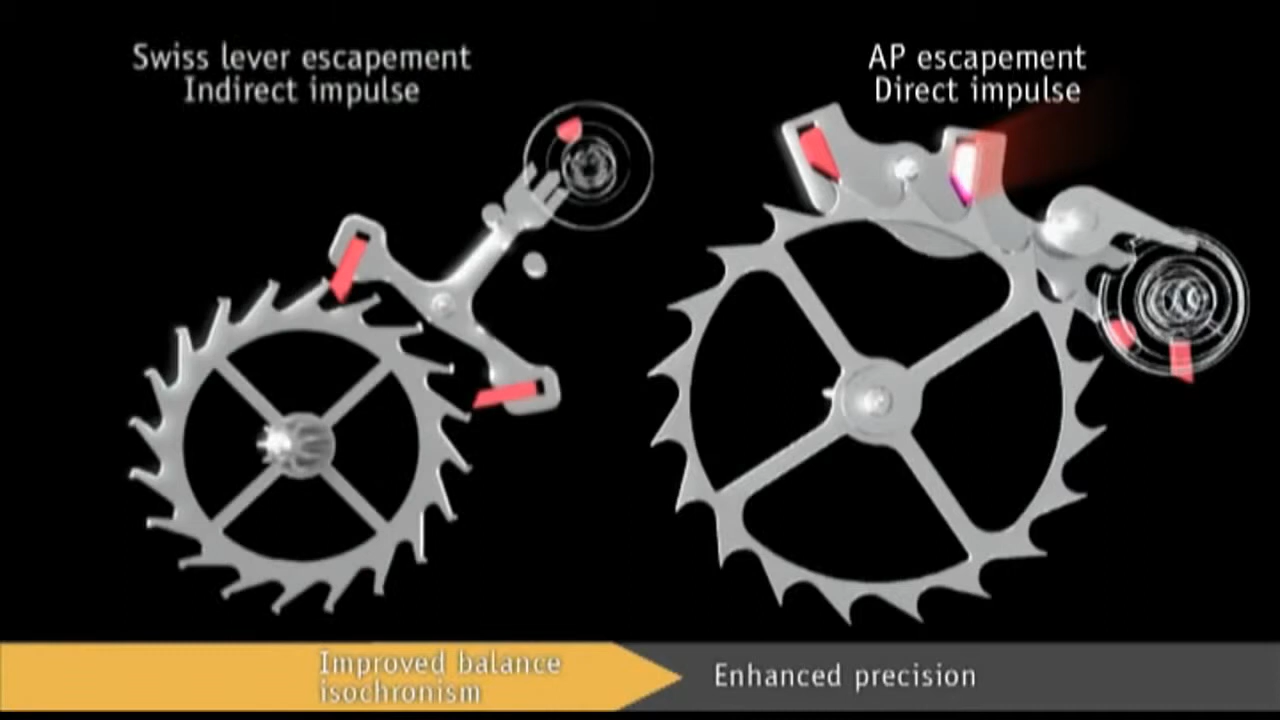 Swiss lever escapement
Indirect impulse
AP escapement
Direct impulse
Improved balance
isochronism
Enhanced precision